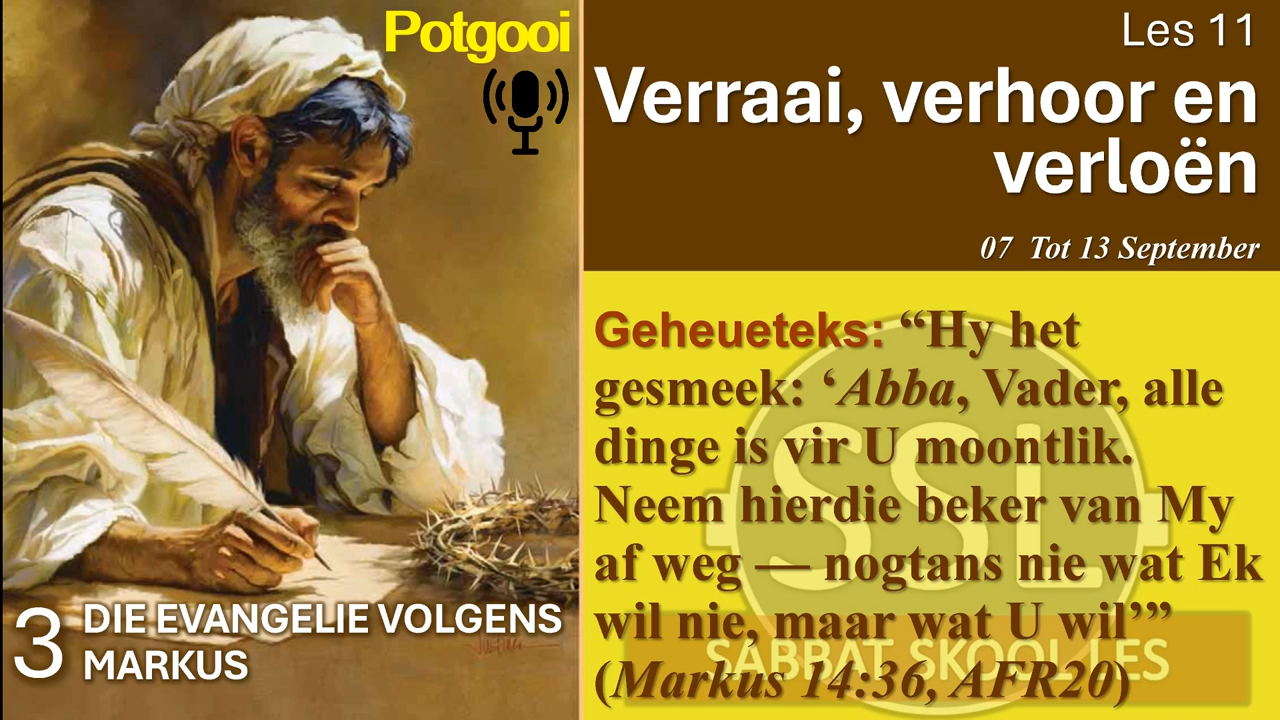 Potgooi
Les 11
Verraai, verhoor en
verloën
07 Tot 13 September
Geheueteks: “Hy het
gesmeek: ‘Abba, Vader, alle
dinge is vir U moontlik.
Neem hierdie beker van My
af weg — nogtans nie wat Ek
wil nie, maar wat U wil’”
(Markus 14:36, AFR20)
SSL
SABBAT SKOOL LES
3 DIE EVANGELIE VOLGENS
MARKUS